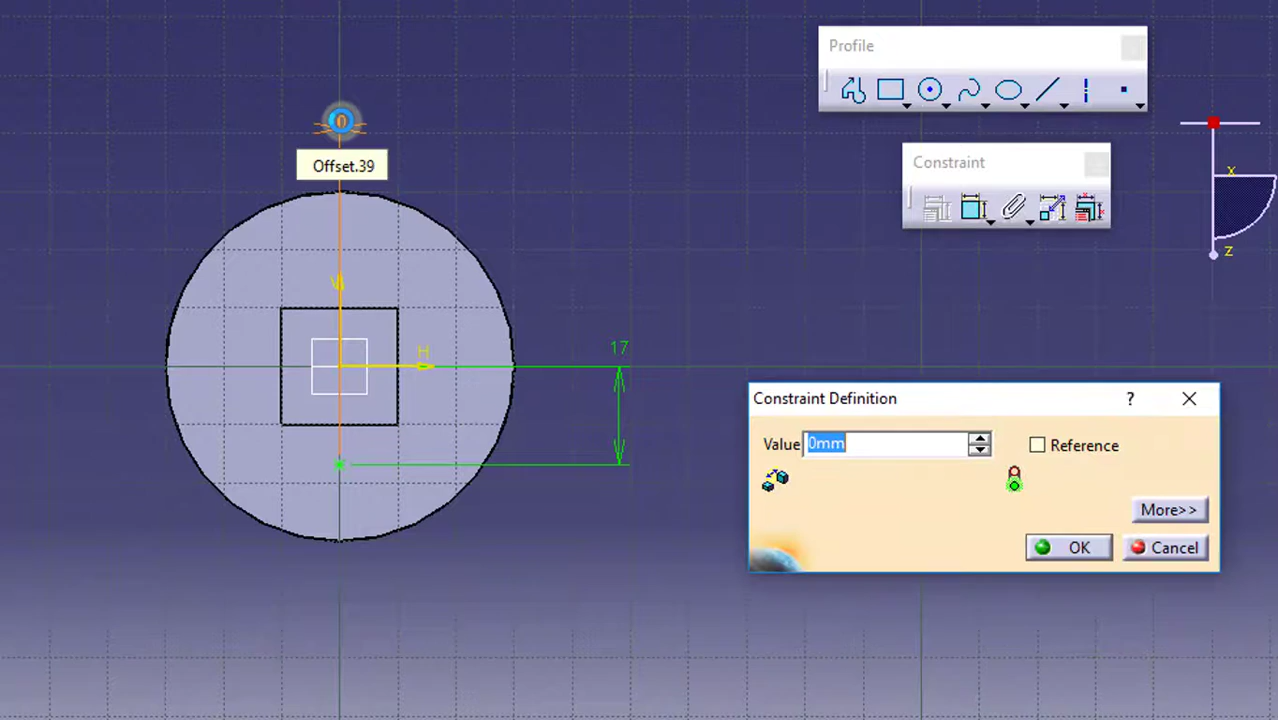 Profile
0
Offset.39
Constraint
x
z
V
H
17
Constraint Definition
?
Value 0mm
Reference
More>>
OK
Cancel